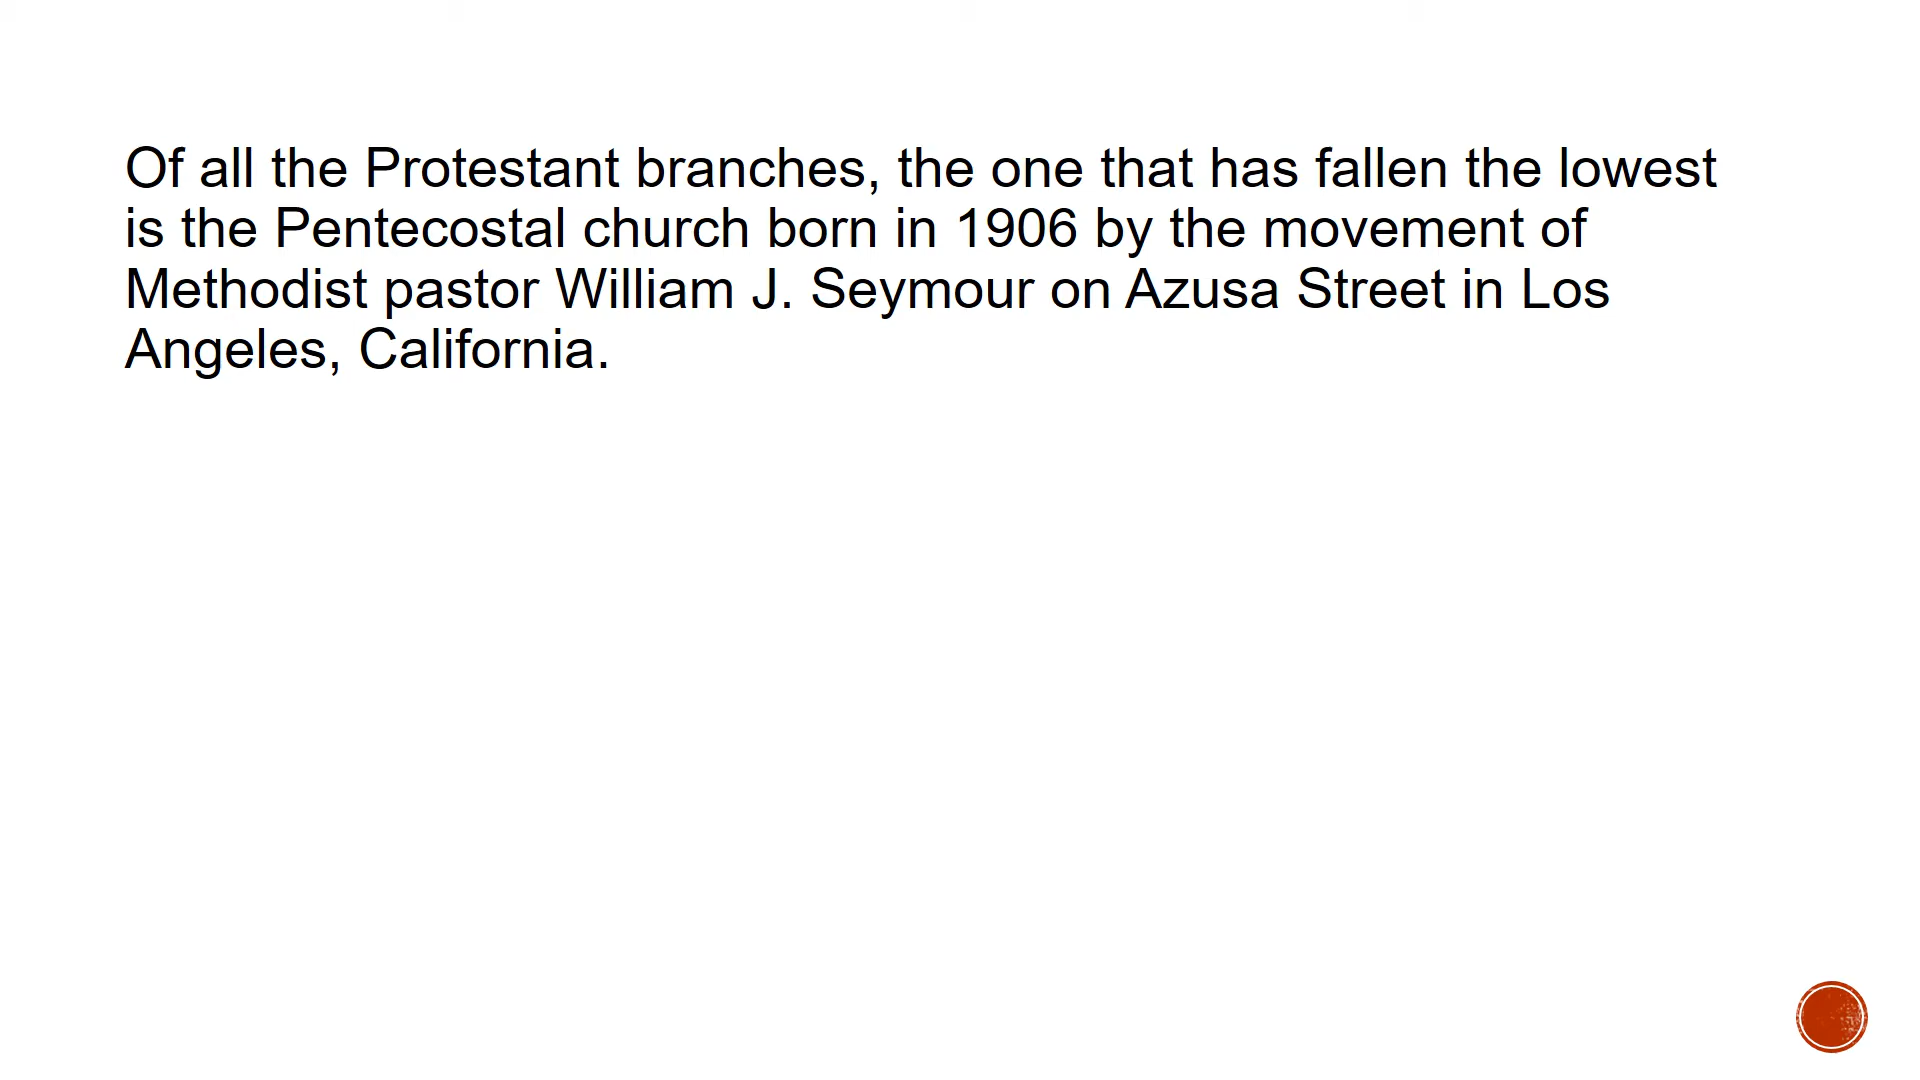 Of all the Protestant branches, the one that has fallen the lowest
is the Pentecostal church born in 1906 by the movement of
Methodist pastor William J. Seymour on Azusa Street in Los
Angeles, California.